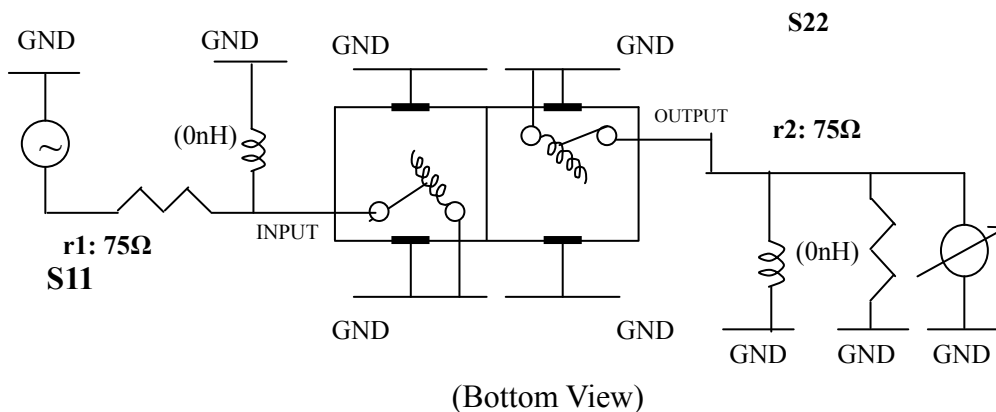 S22
GND
GND
GND
GND
(0nH)
OUTPUT
r2: 75Ω
INPUT
r1: 75Ω
S11
(0nH)
GND
GND
GND
GND
GND
(Bottom View)